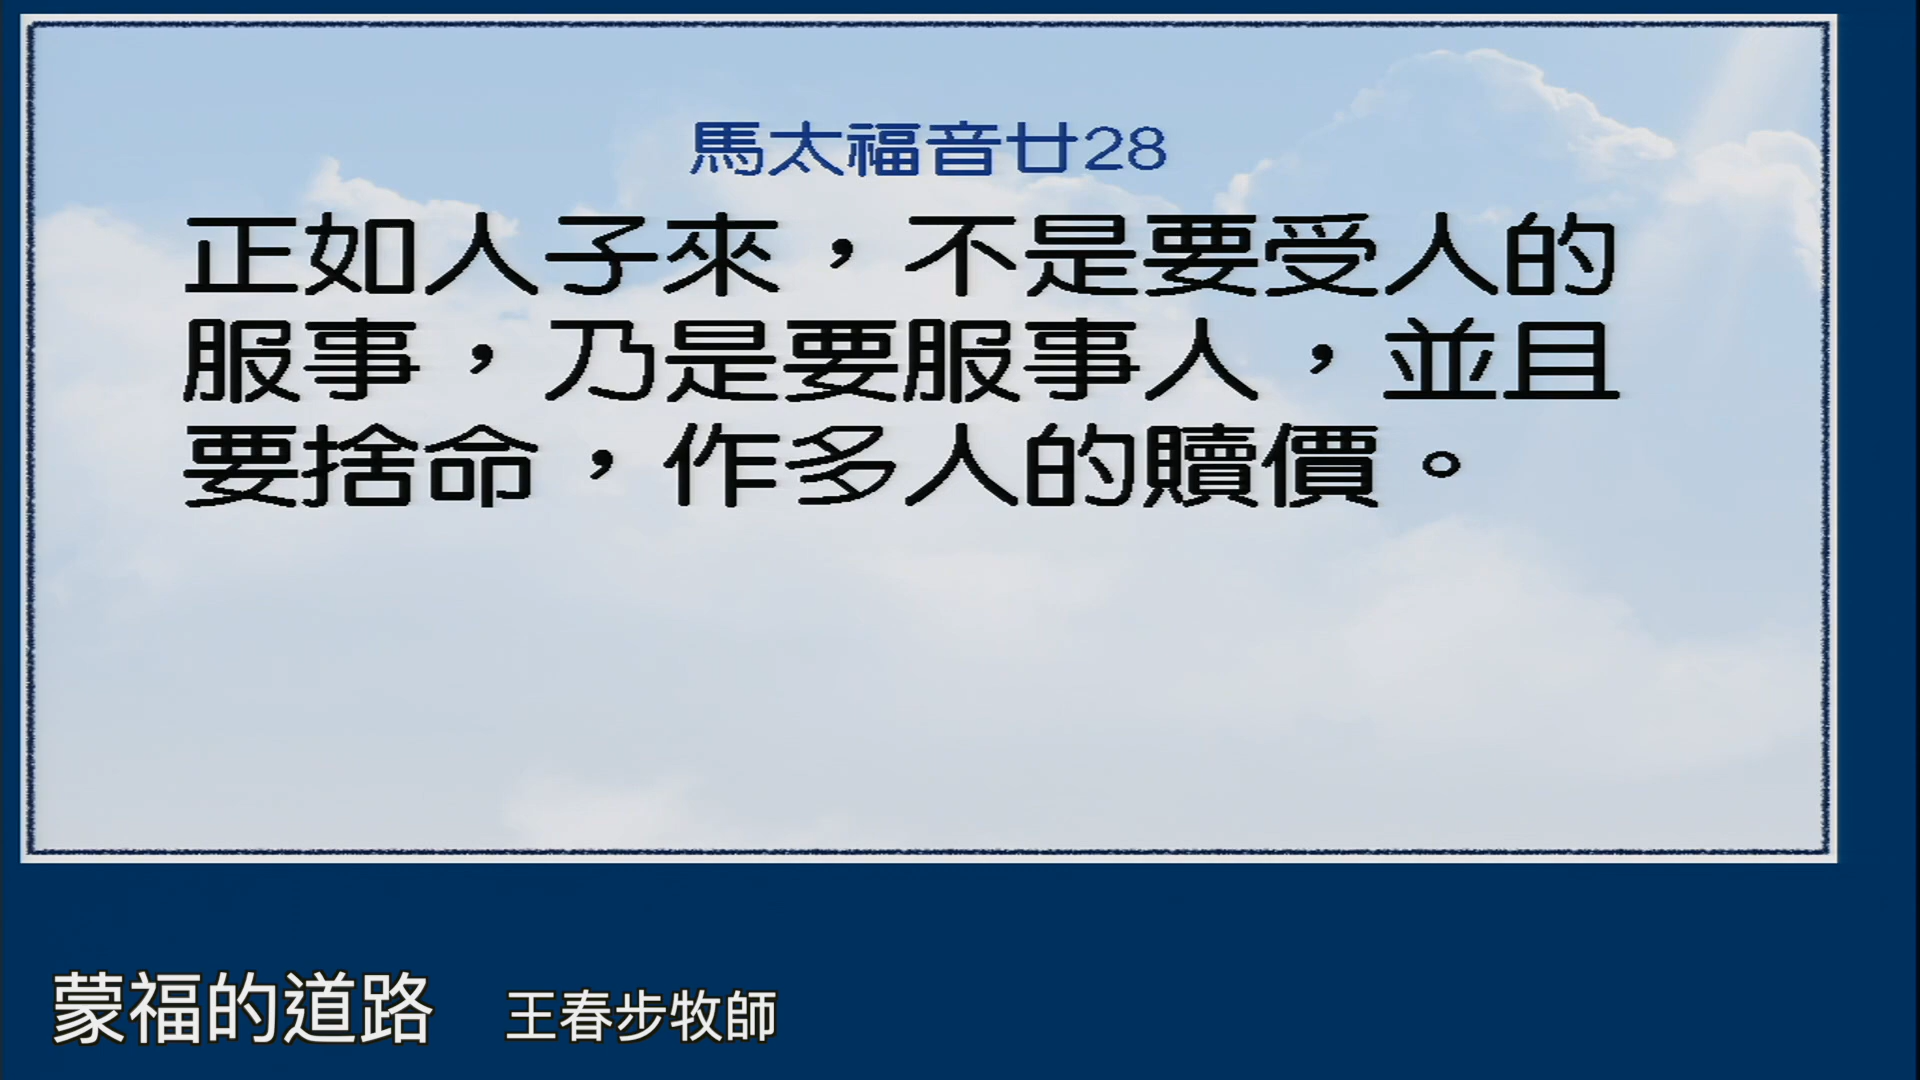 馬太福音廿28
正如人子來，不是要受人的
服事，乃是要服事人，並且
要捨命，作多人的贖價。
蒙福的道路 王春步牧師